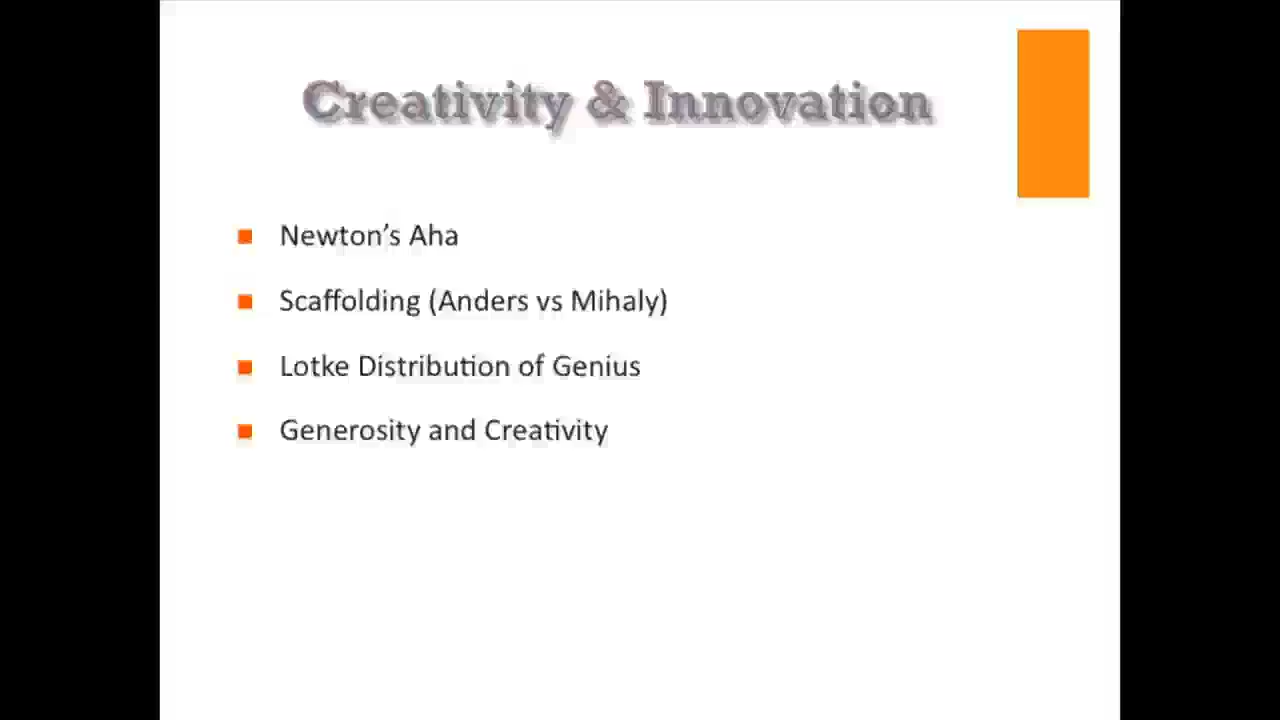 Creativity & Innovation
Newton’s Aha
Scaffolding (Anders vs Mihaly)
Lotke Distribution of Genius
Generosity and Creativity